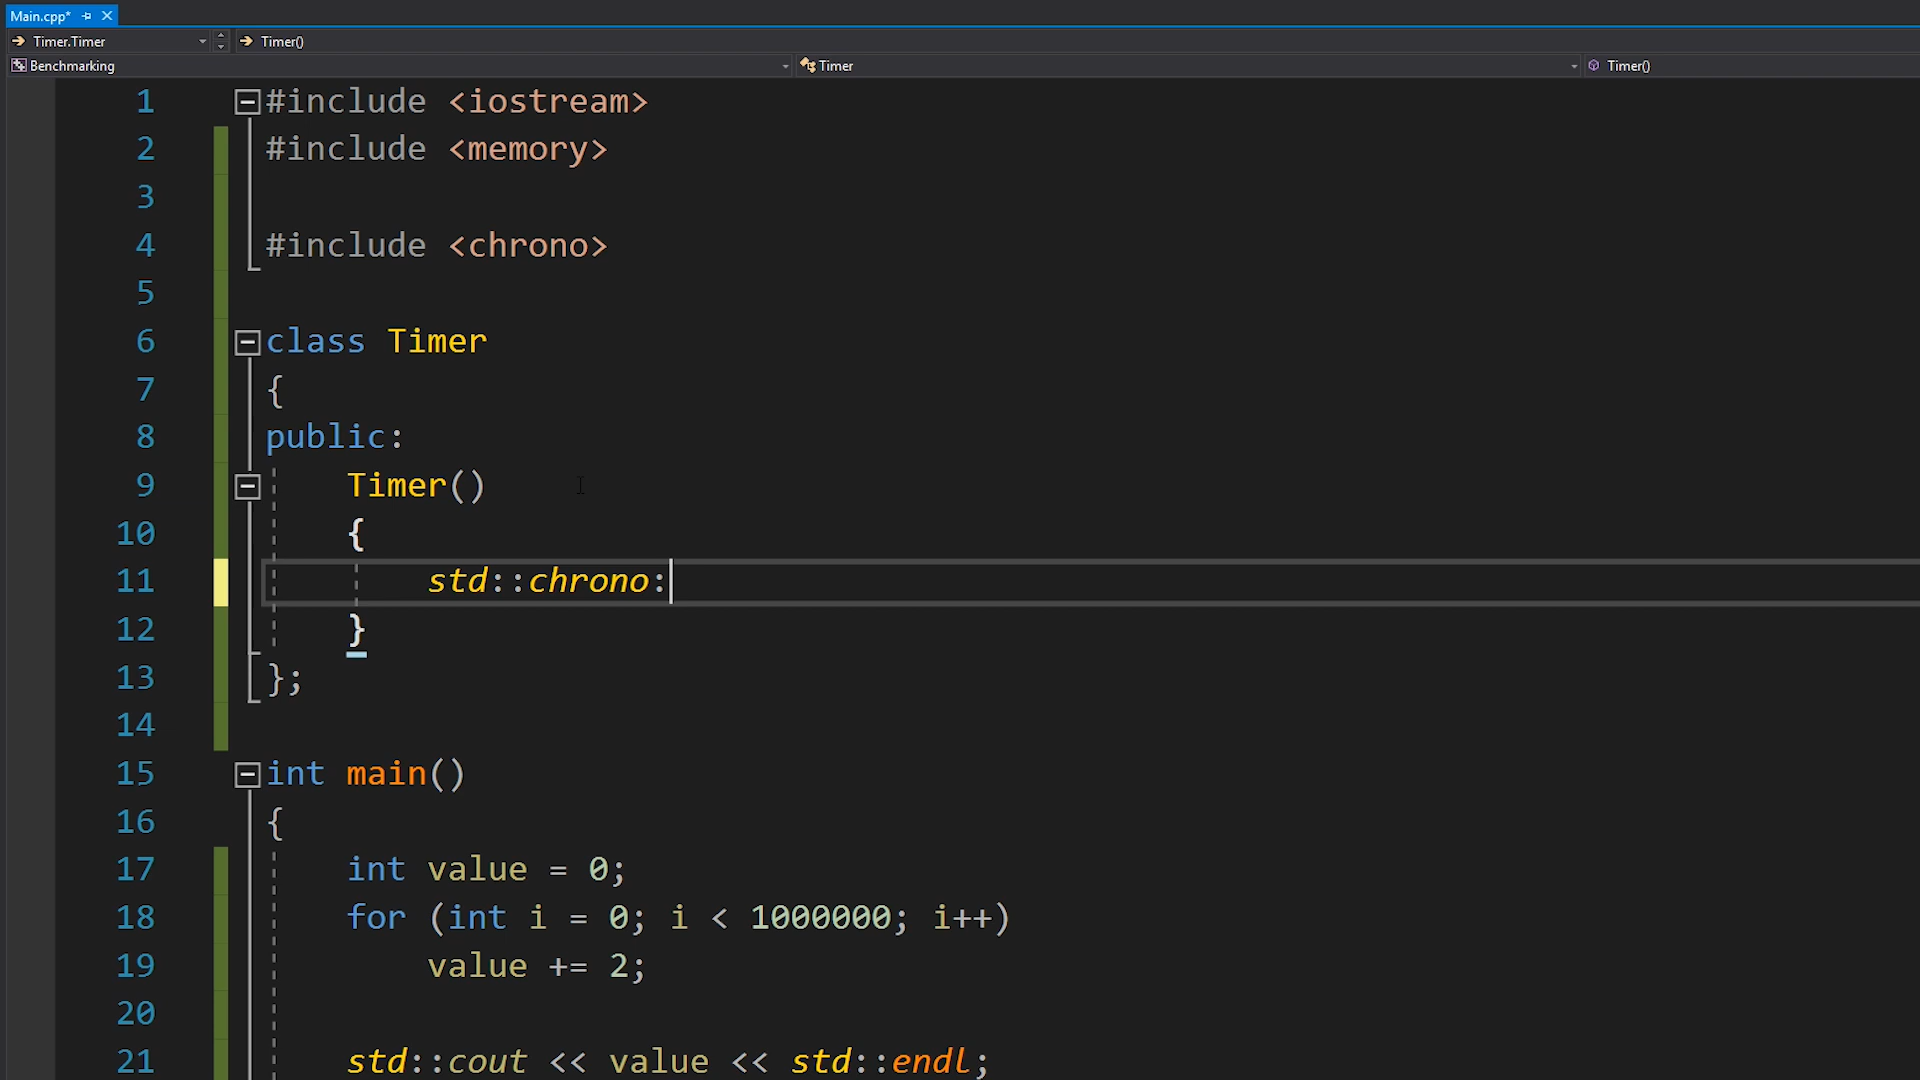 Main.cpp*
Timer.Timer
Timer()
Benchmarking
Timer
Timer()
1 #include <iostream>
2 #include <memory>
3
4 #include <chrono>
5
6 class Timer
7 {
8 public:
9 Timer()
10 {
11 std::chrono:
12 }
13 };
14
15 int main()
16 {
17 int value = 0;
18 for (int i = 0; i < 1000000; i++)
19 value += 2;
20
21 std::cout << value << std::endl;